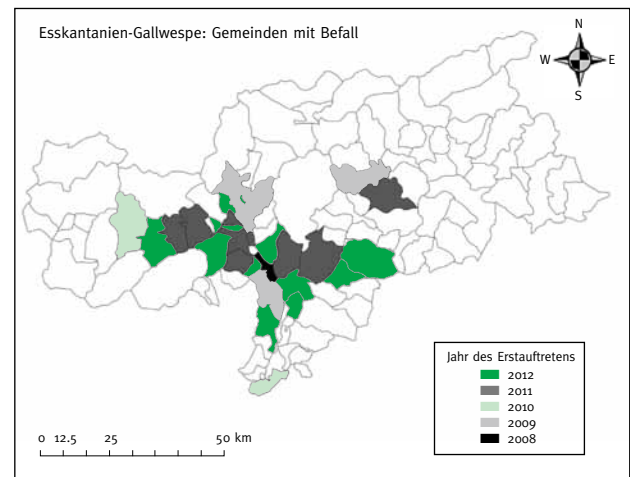 Esskantanien-Gallwespe: Gemeinden mit Befall
N
W E
S
Jahr des Erstauftretens
2012
2011
2010
2009
2008
0 12.5 25 50 km